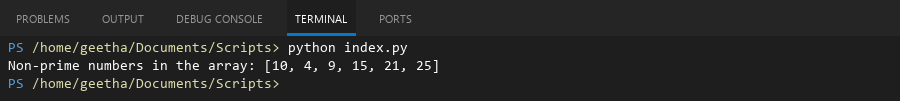 PROBLEMS OUTPUT DEBUG CONSOLE TERMINAL PORTS
PS /home/geetha/Documents/Scripts> python index.py
Non-prime numbers in the array: [10, 4, 9, 15, 21, 25]
PS /home/geetha/Documents/Scripts>